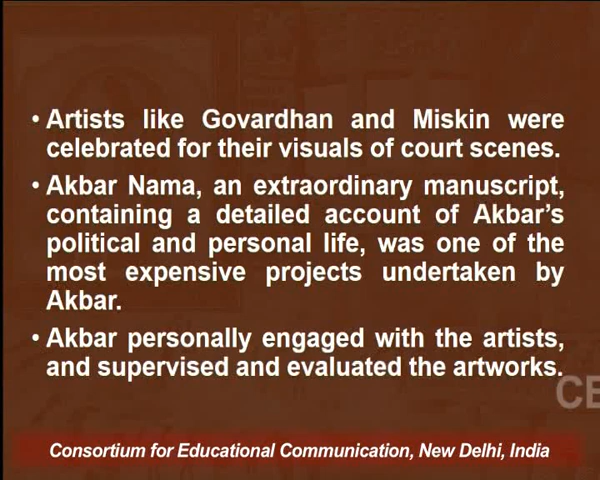 • Artists like Govardhan and Miskin were
celebrated for their visuals of court scenes.
• Akbar Nama, an extraordinary manuscript,
containing a detailed account of Akbar's
political and personal life, was one of the
most expensive projects undertaken by
Akbar.
• Akbar personally engaged with the artists,
and supervised and evaluated the artworks.
CE
Consortium for Educational Communication, New Delhi, India